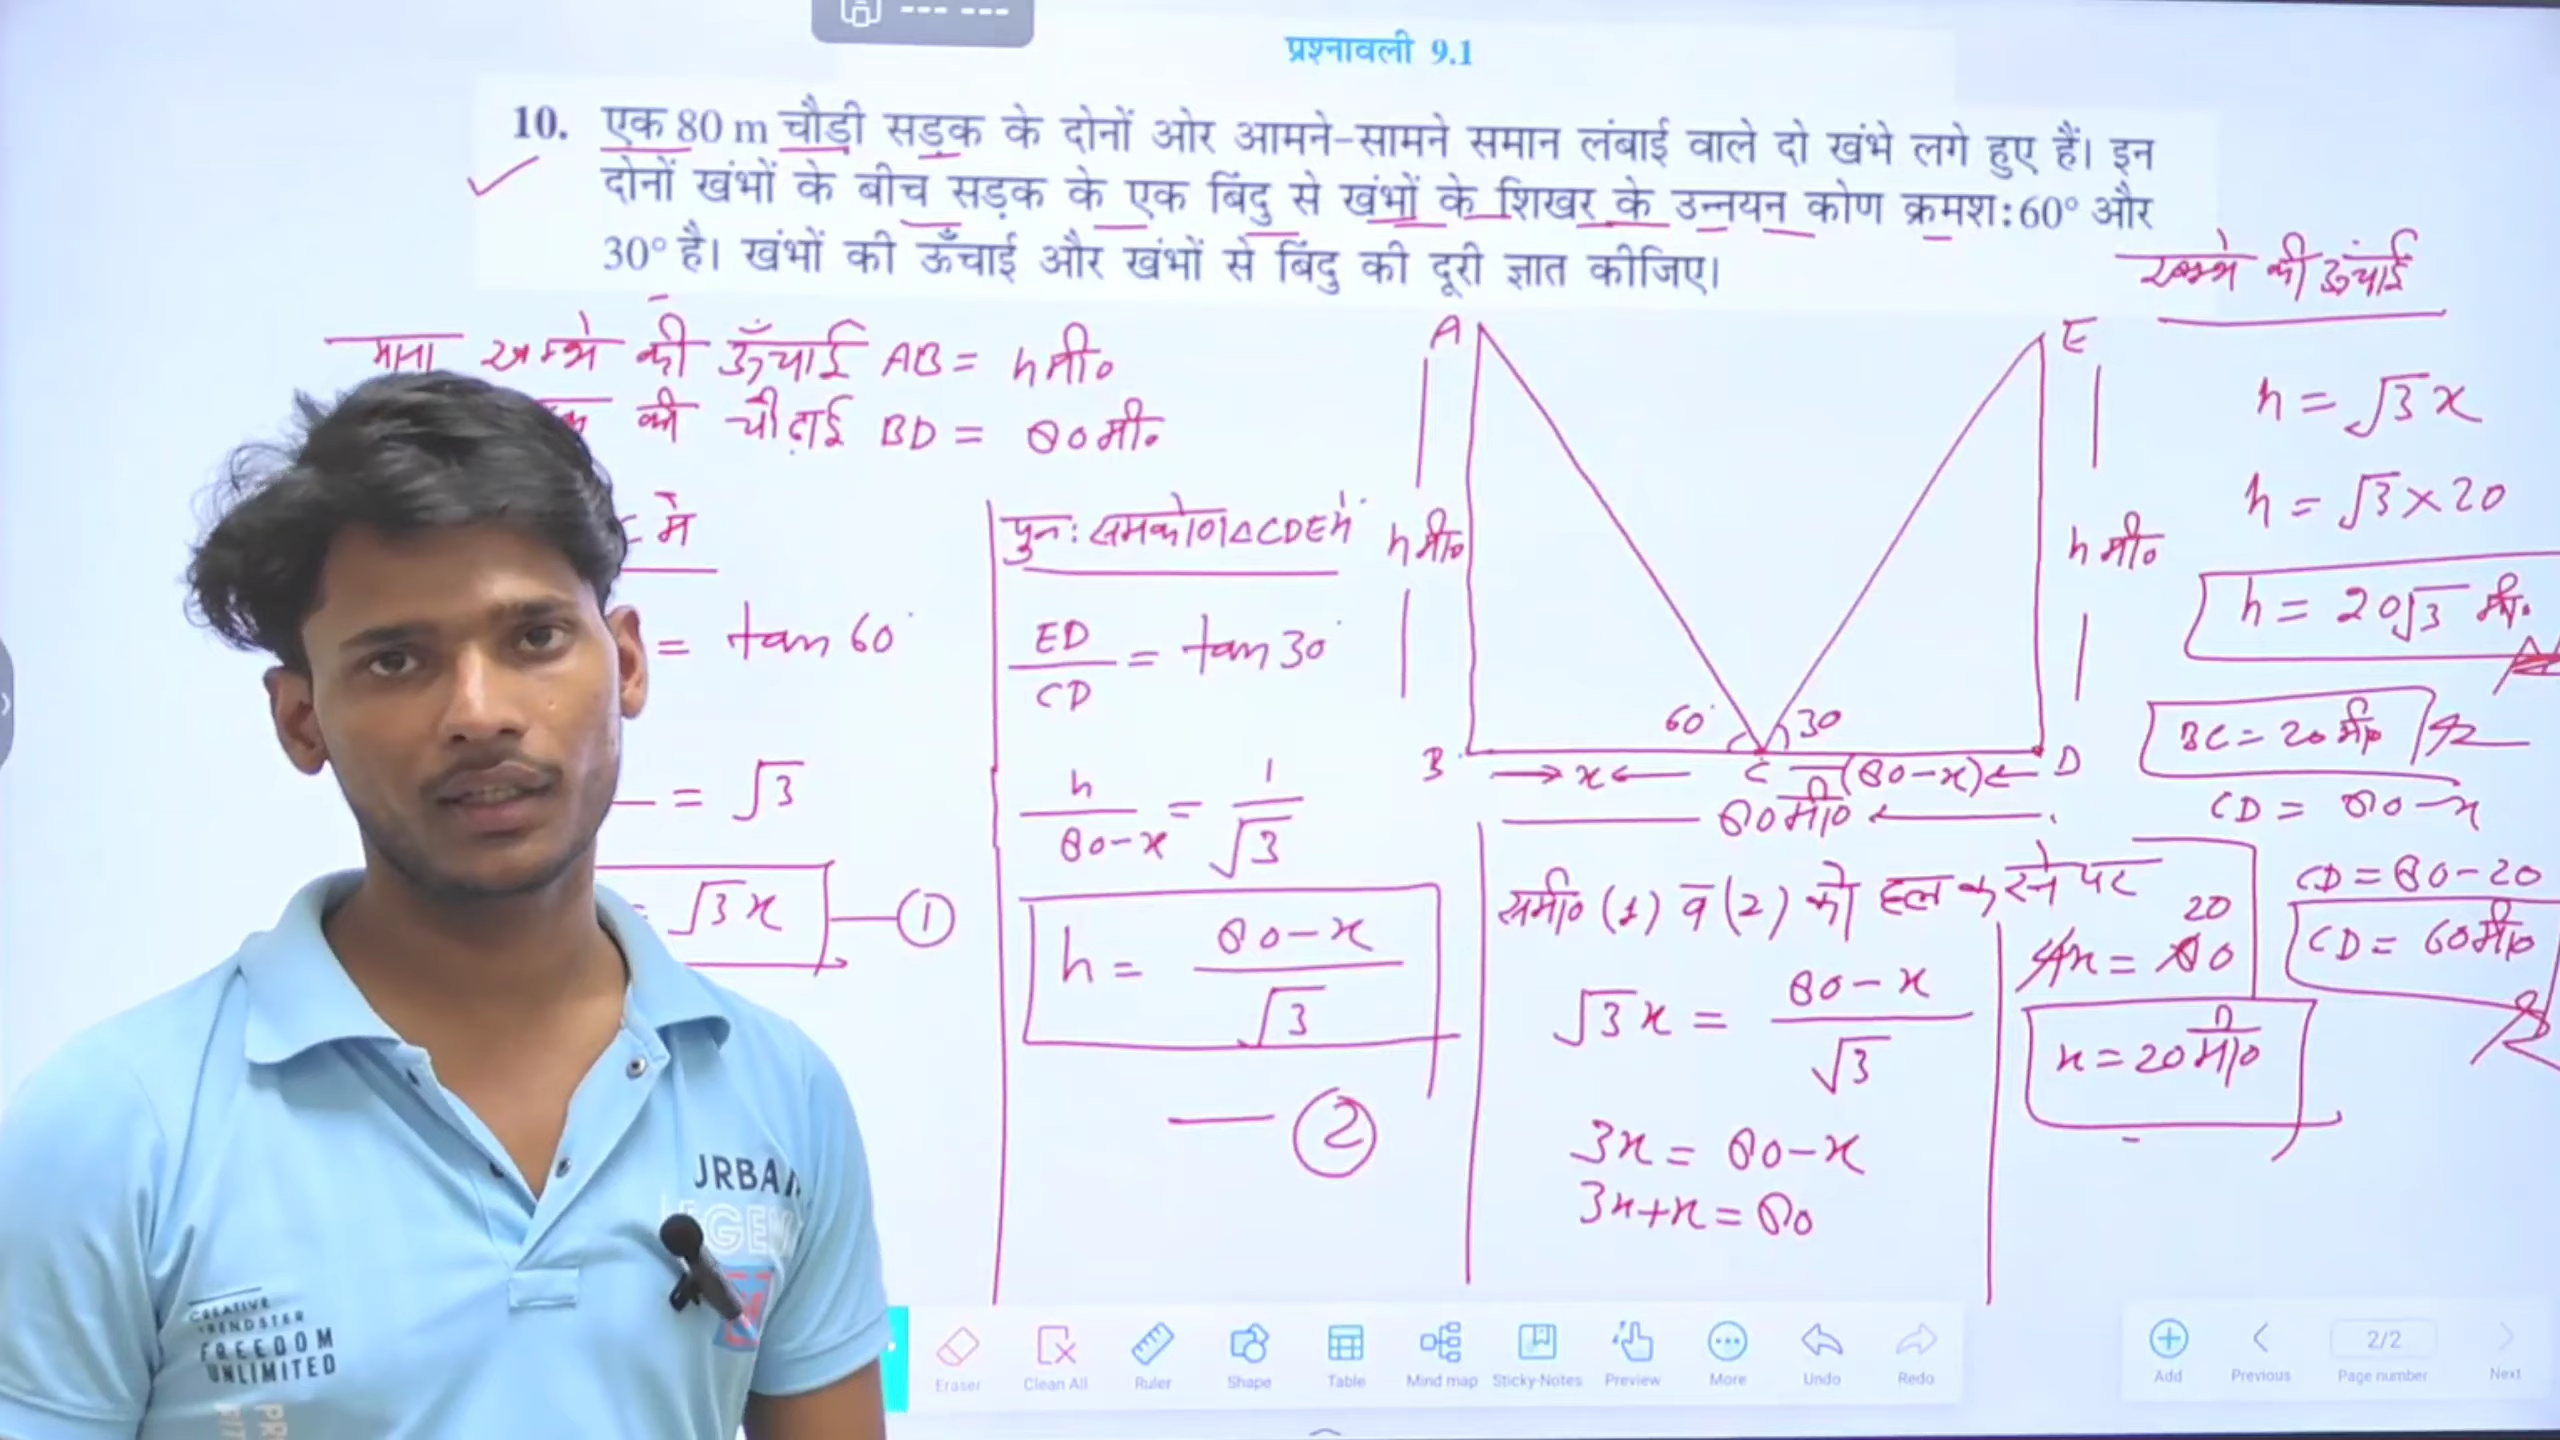 प्रश्नावली 9.1
10. एक 80 m चौड़ी सड़क के दोनों ओर आमने-सामने समान लंबाई वाले दो खंभे लगे हुए हैं। इन
दोनों खंभों के बीच सड़क के एक बिंदु से खंभों के शिखर के उन्नयन कोण क्रमश: 60° और
30° है। खंभों की ऊँचाई और खंभों से बिंदु की दूरी ज्ञात कीजिए।
माना खम्भे की ऊँचाई AB = h मी०
की चौढ़ाई BD = 80 मी०
में
= tan 60°
= √3
= √3x — ①
पुनः समकोण △CDE में
ED/CD = tan 30°
h/80-x = 1/√3
h = 80-x/√3
— ②
A
E
h मी०
h मी०
60°
30
B
x
C
(80-x)
D
80 मी०
समी० (1) व (2) को हल करने पर
√3x = 80-x/√3
3x = 80-x
3x+x = 80
4x = 80
20
x = 20 मी०
खम्भे की ऊंचाई
h = √3x
h = √3 × 20
h = 20√3 मी०
BC = 20 मी०
CD = 80-x
CD = 80-20
CD = 60 मी०
CREATIVE
TRENDSTER
FREEDOM
UNLIMITED
Eraser
Clean All
Ruler
Shape
Table
Mind map
Sticky-Notes
Preview
More
Undo
Redo
Add
Previous
2/2
Page number
Next